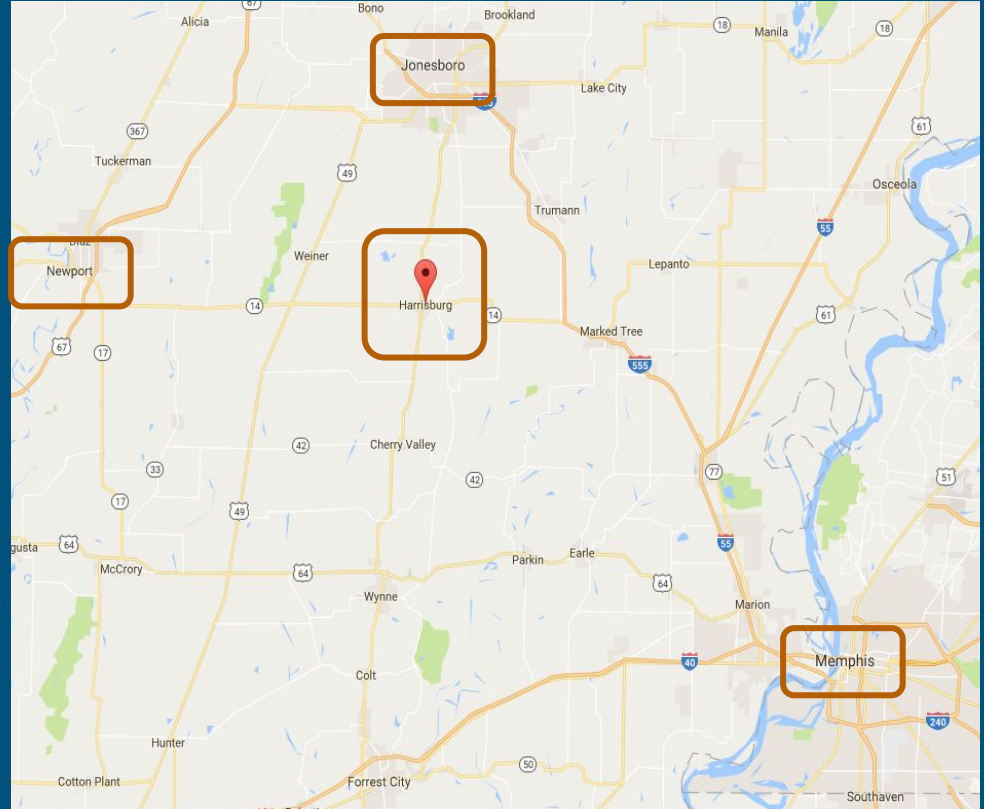 67
Bono
Brookland
Alicia
18
Manila
18
Jonesboro
Lake City
367
61
Tuckerman
49
Osceola
Trumann
55
Weiner
Lepanto
Newport
Harrisburg
14
14
61
Marked Tree
67
17
555
42
Cherry Valley
33
42
77
51
17
49
64
55
gusta
Parkin
Earle
McCrory
64
64
Wynne
Marion
40
Memphis
Colt
240
Hunter
50
Cotton Plant
Forrest City
Southaven